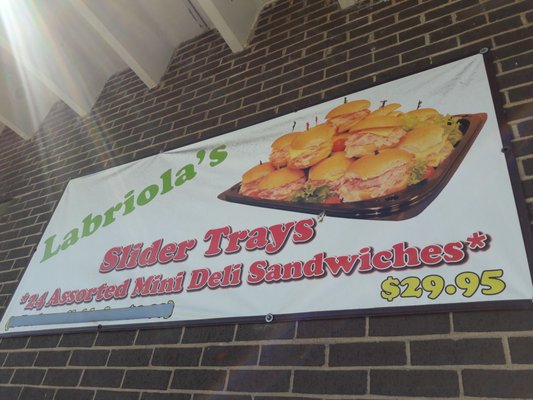 Labriola's
Slider Trays
*24 Assorted Mini Deli Sandwiches*
$29.95